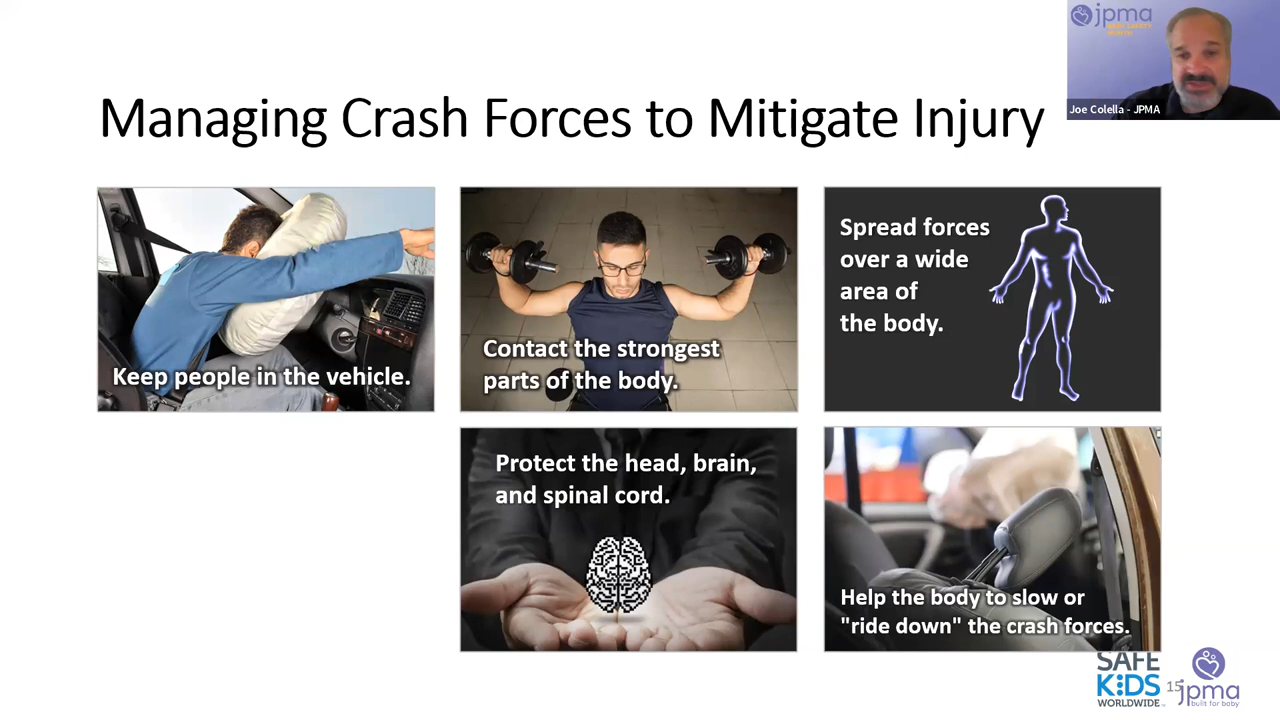 jpma
Joe Colella - JPMA
Managing Crash Forces to Mitigate Injury
Keep people in the vehicle.
Contact the strongest
parts of the body.
Spread forces
over a wide
area of
the body.
Protect the head, brain,
and spinal cord.
Help the body to slow or
"ride down" the crash forces.
SAFE
KIDS
WORLDWIDE
15
jpma
built for baby